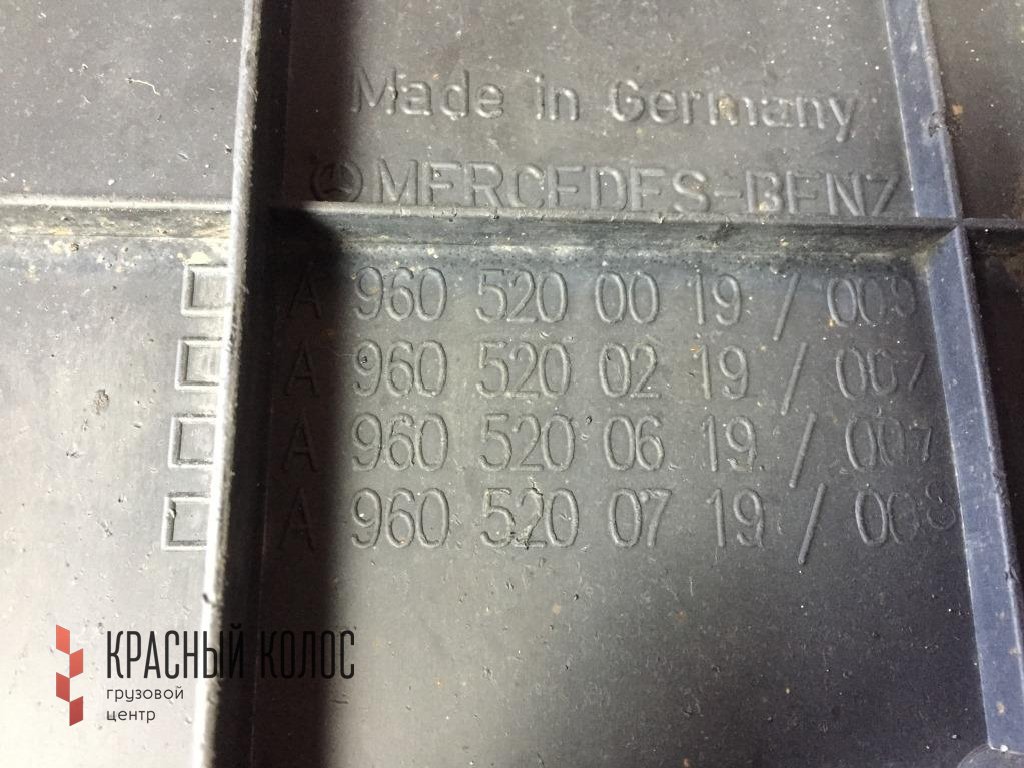 Made in Germany
MERCEDES-BENZ
A 960 520 00 19 / 009
A 960 520 02 19 / 007
A 960 520 06 19 / 007
A 960 520 07 19 / 008
КРАСНЫЙ КОЛОС
грузовой
центр